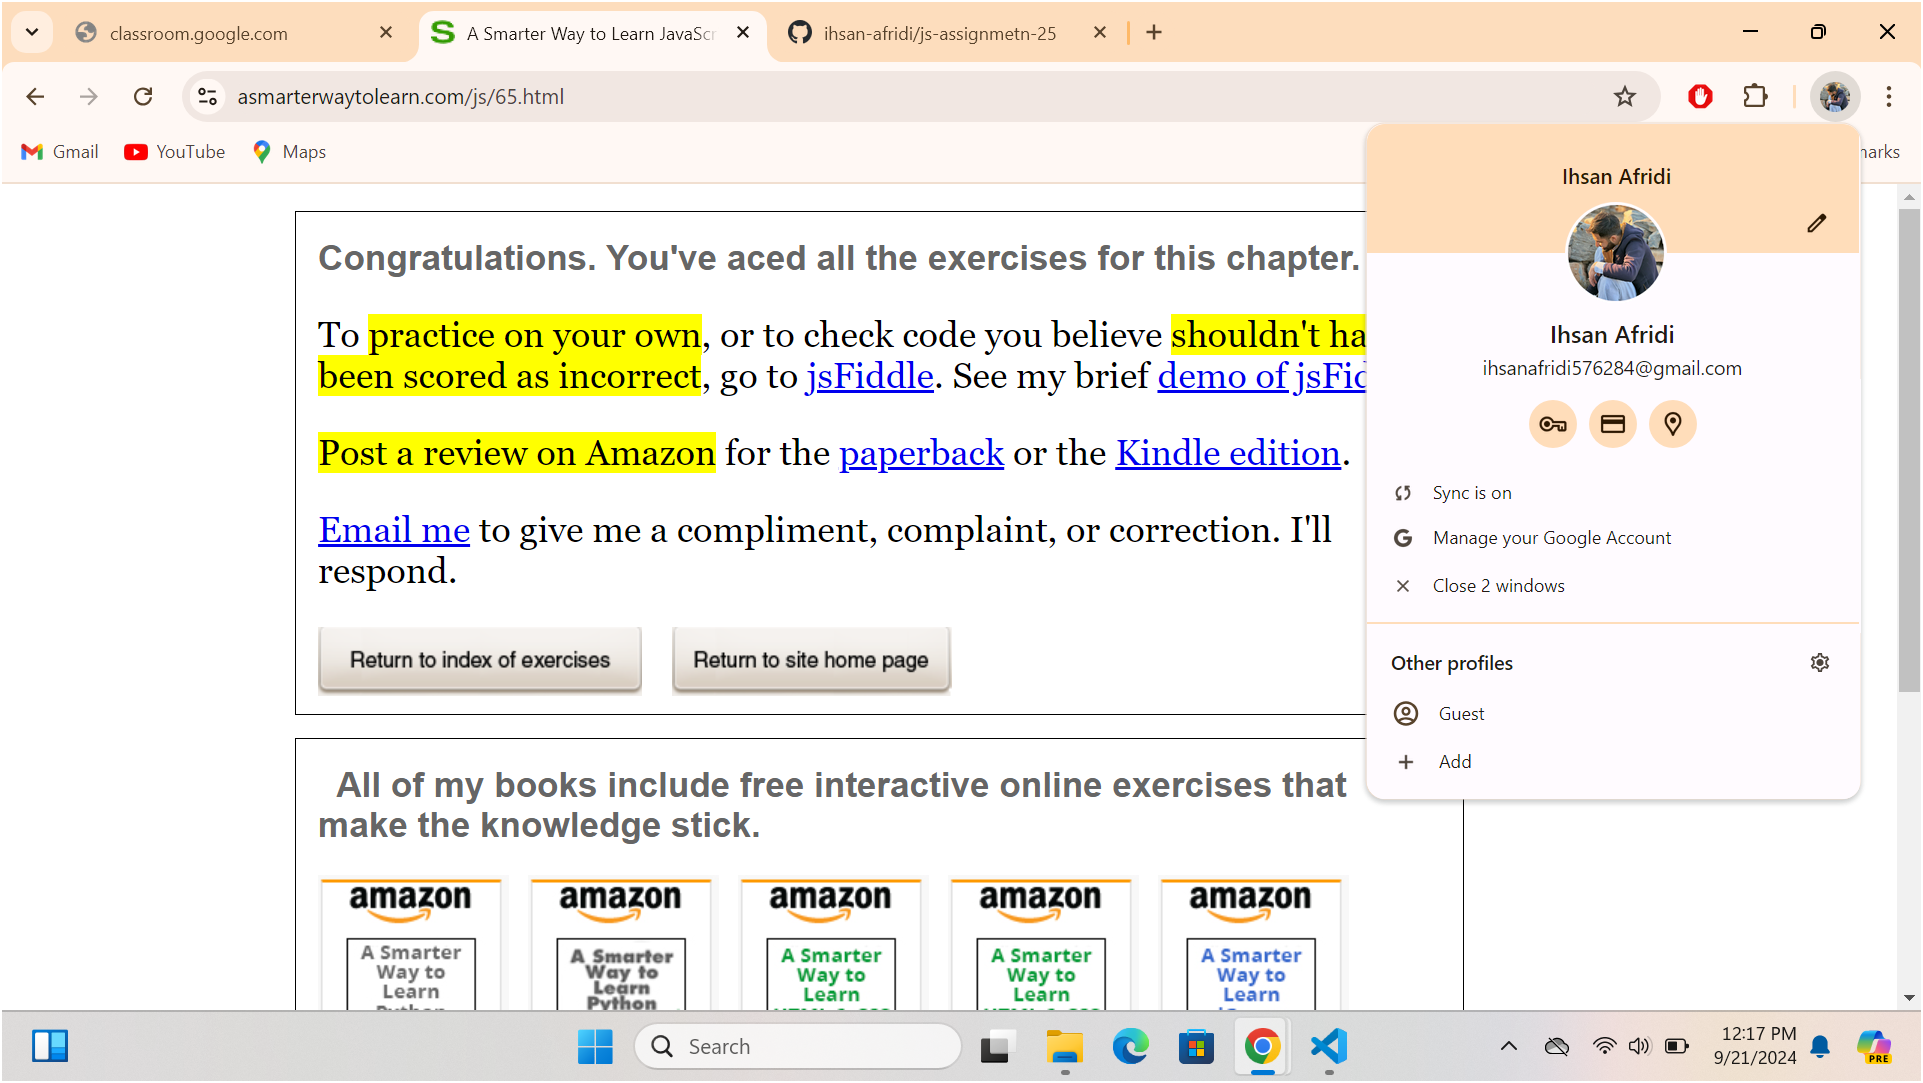 classroom.google.com
A Smarter Way to Learn JavaScr
ihsan-afridi/js-assignmetn-25
asmarterwaytolearn.com/js/65.html
Gmail
YouTube
Maps
marks
Ihsan Afridi
Ihsan Afridi
ihsanafridi576284@gmail.com
Sync is on
Manage your Google Account
Close 2 windows
Other profiles
Guest
Add
Congratulations. You've aced all the exercises for this chapter.
To practice on your own, or to check code you believe shouldn't ha
been scored as incorrect, go to jsFiddle. See my brief demo of jsFid
Post a review on Amazon for the paperback or the Kindle edition.
Email me to give me a compliment, complaint, or correction. I'll
respond.
Return to index of exercises
Return to site home page
All of my books include free interactive online exercises that
make the knowledge stick.
amazon
A Smarter
Way to
Learn
Python
amazon
A Smarter
Way to
Learn
Python
amazon
A Smarter
Way to
Learn
amazon
A Smarter
Way to
Learn
amazon
A Smarter
Way to
Learn
Search
12:17 PM
9/21/2024
PRE